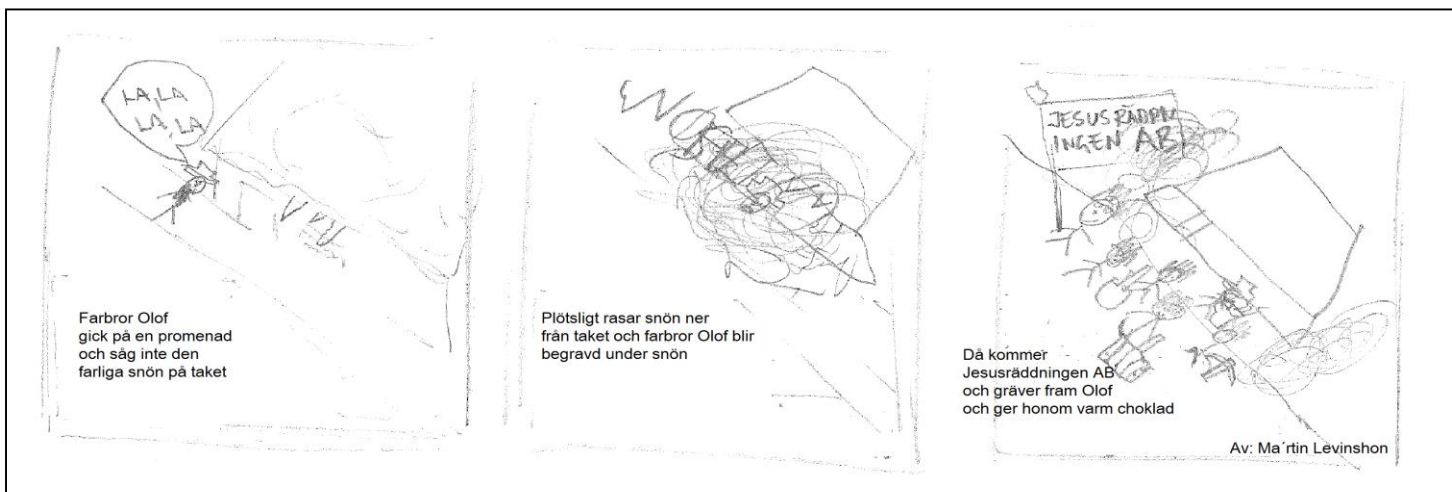 LA, LA
LA, LA
Farbror Olof
gick på en promenad
och såg inte den
farliga snön på taket
Plötsligt rasar snön ner
från taket och farbror Olof blir
begravd under snön
JESUSRÄDDN
INGEN AB
Då kommer
Jesusräddningen AB
och gräver fram Olof
och ger honom varm choklad
Av: Ma´rtin Levinshon